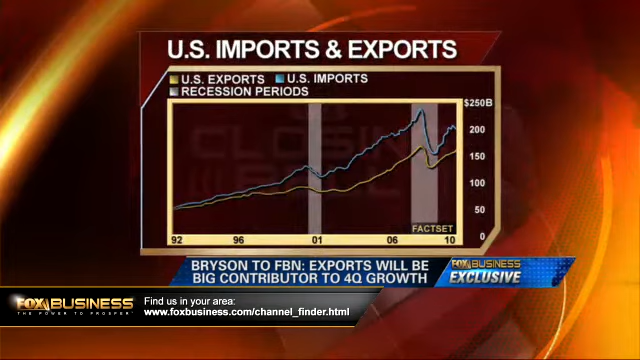 U.S. IMPORTS & EXPORTS
U.S. EXPORTS U.S. IMPORTS
RECESSION PERIODS
$250B
200
150
100
50
0
FACTSET
92 96 01 06 10
BRYSON TO FBN: EXPORTS WILL BE
BIG CONTRIBUTOR TO 4Q GROWTH
FOX BUSINESS
EXCLUSIVE
FOX BUSINESS
THE POWER TO PROSPER
Find us in your area:
www.foxbusiness.com/channel_finder.html
CLOSING
BELL